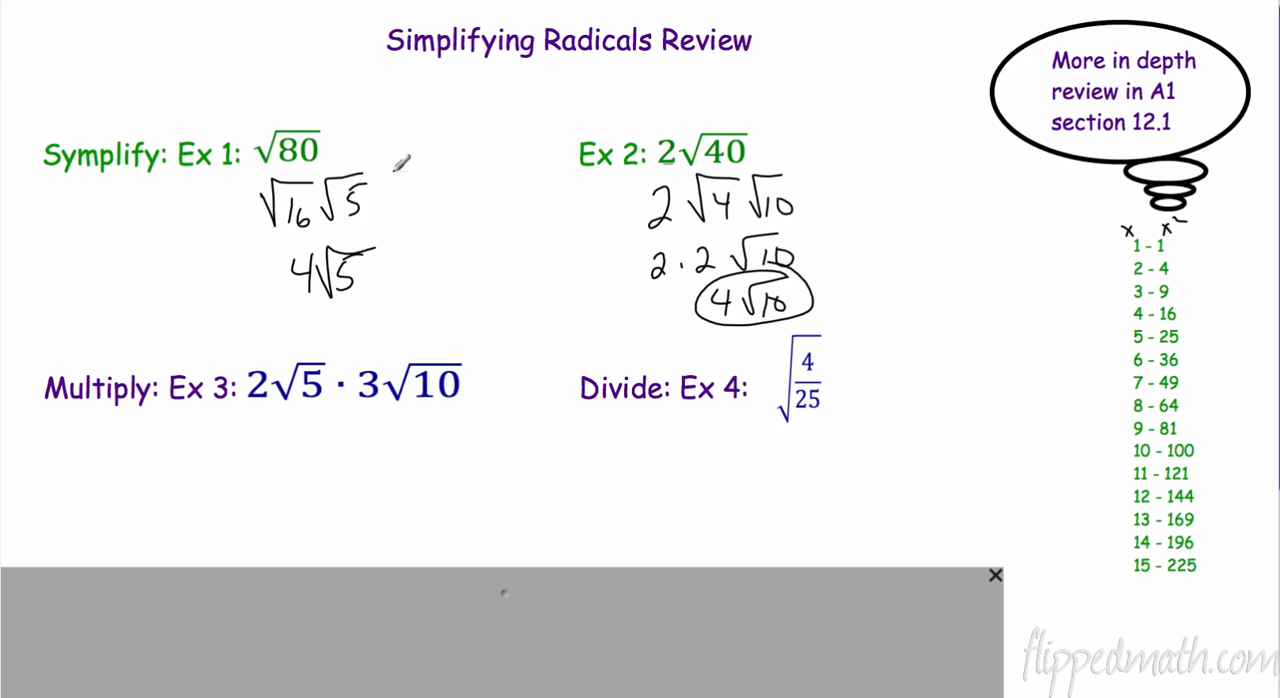 Simplifying Radicals Review
More in depth
review in A1
section 12.1
Symplify: Ex 1: √80
√16 √5
4√5
Ex 2: 2√40
2 √4 √10
2 · 2 √10
4 √10
Multiply: Ex 3: 2√5 · 3√10
Divide: Ex 4: √(4/25)
x x²
1 - 1
2 - 4
3 - 9
4 - 16
5 - 25
6 - 36
7 - 49
8 - 64
9 - 81
10 - 100
11 - 121
12 - 144
13 - 169
14 - 196
15 - 225
flippedmath.com